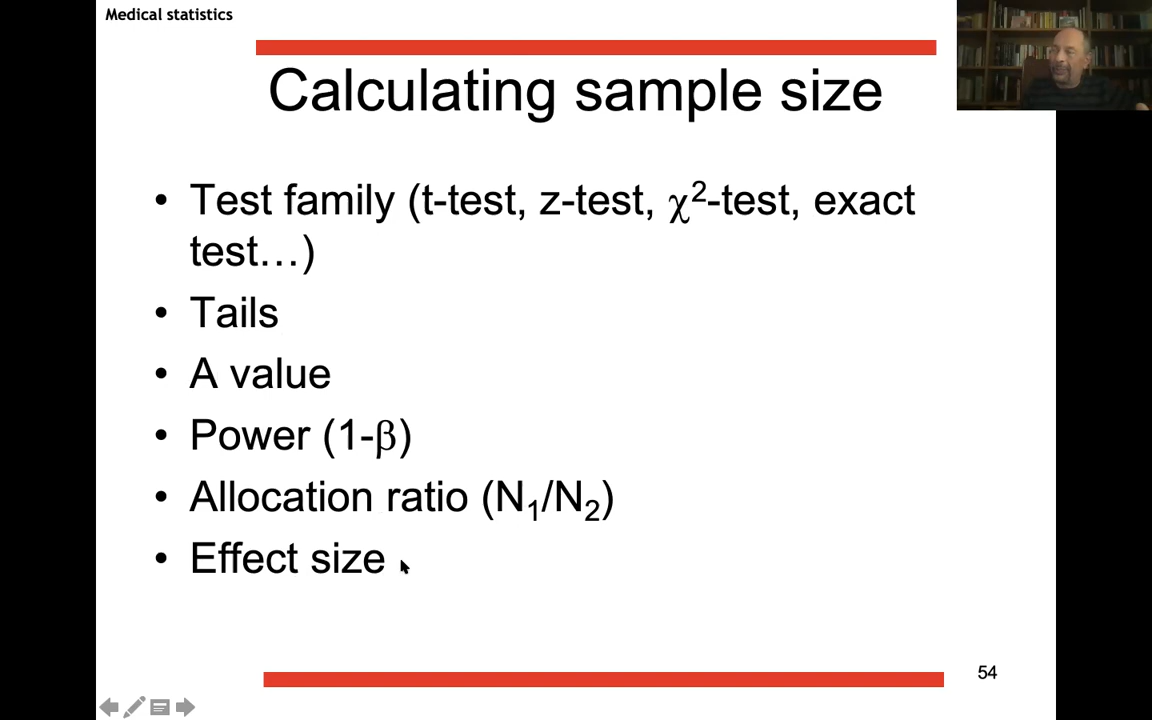 Medical statistics
Calculating sample size
• Test family (t-test, z-test, χ²-test, exact
test…)
• Tails
• A value
• Power (1-β)
• Allocation ratio (N₁/N₂)
• Effect size
54